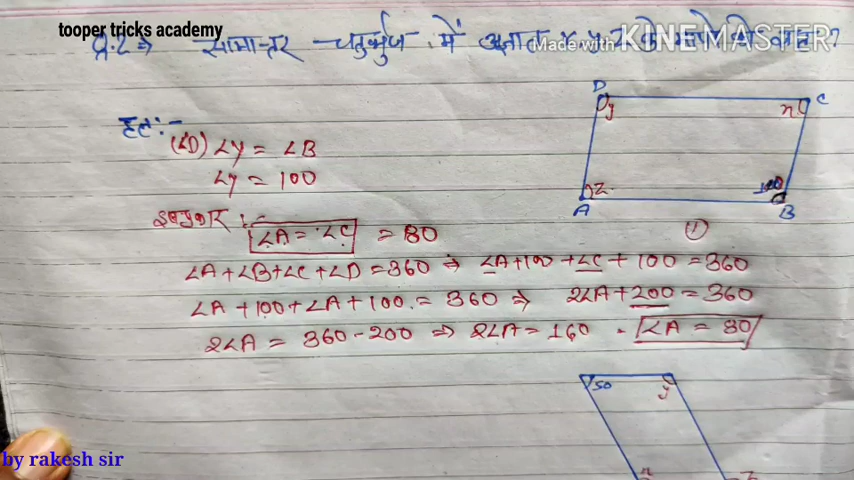 tooper tricks academy
Q.2⇒ सामान्तर चतुर्भुज में अज्ञात x, y, z के
Made with KINEMASTER
हल:-
D
C
y
x
z
100
A
B
①
(∠D) ∠y = ∠B
∠y = 100
∠A = ∠C = 80
∠A+∠B+∠C+∠D=360 ⇒ ∠A+100+∠C+100=360
∠A+100+∠A+100.=360 ⇒ 2∠A+200=360
2∠A = 360-200 ⇒ 2∠A=160 . ∠A = 80
50
y
x
z
by rakesh sir